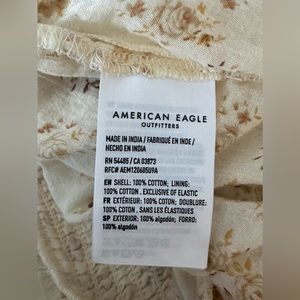 AMERICAN EAGLE
OUTFITTERS
MADE IN INDIA / FABRIQUÉ EN INDE /
HECHO EN INDIA
RN 54485 / CA 03873
RFC# AEM120605U9A
EN SHELL: 100% COTTON; LINING:
100% COTTON . EXCLUSIVE OF ELASTIC
FR EXTÉRIEUR: 100% COTON; DOUBLURE:
100% COTON . SANS LES ÉLASTIQUES
SP EXTERIOR: 100% algodón; FORRO:
100% algodón